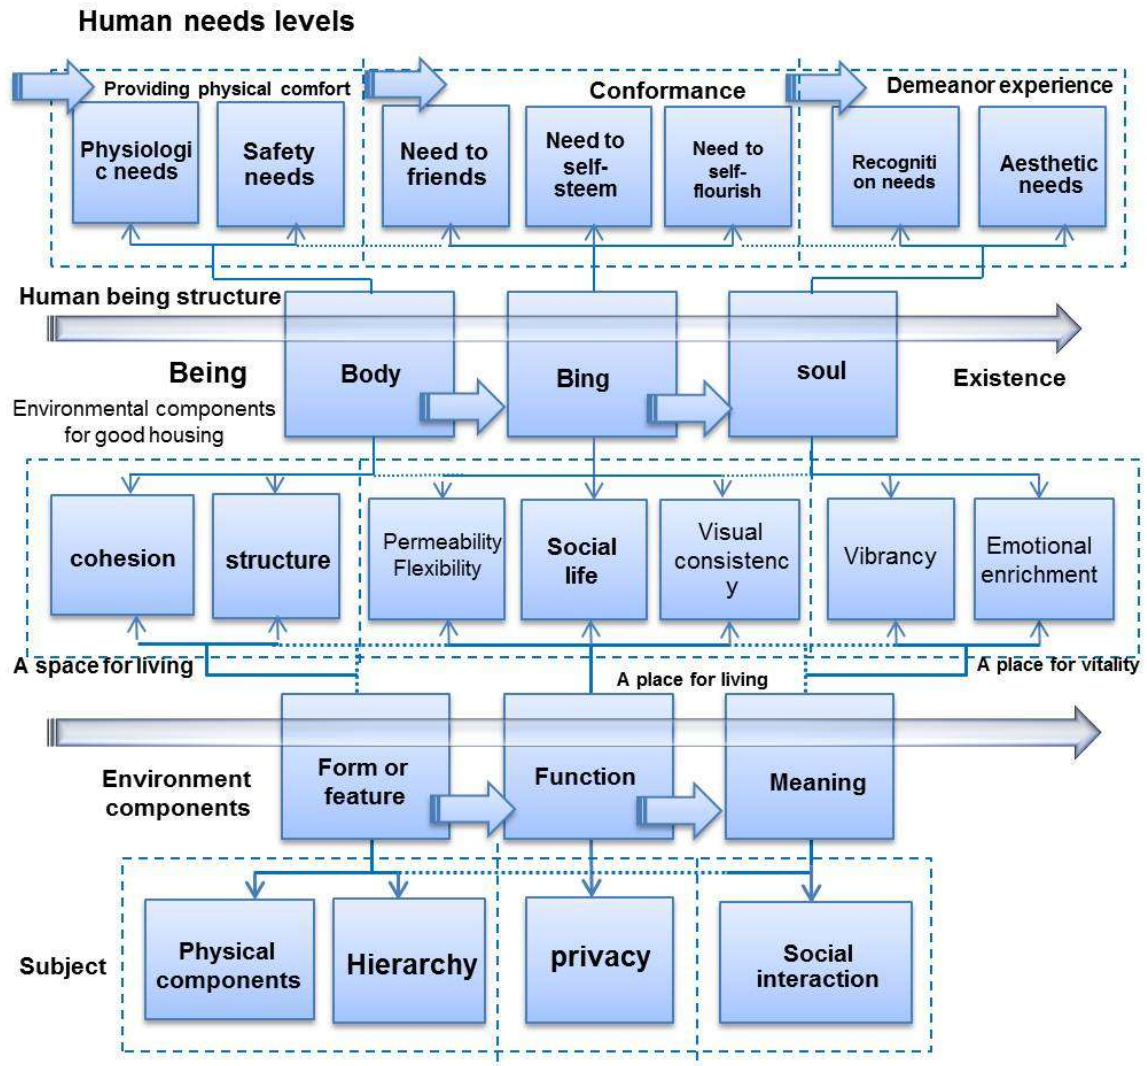 Human needs levels
Providing physical comfort
Conformance
Demeanor experience
Physiologi
c needs
Safety
needs
Need to
friends
Need to
self-
steem
Need to
self-
flourish
Recogniti
on needs
Aesthetic
needs
Human being structure
Being
Body
Bing
soul
Existence
Environmental components
for good housing
cohesion
structure
Permeability
Flexibility
Social
life
Visual
consistenc
y
Vibrancy
Emotional
enrichment
A space for living
A place for living
A place for vitality
Environment
components
Form or
feature
Function
Meaning
Subject
Physical
components
Hierarchy
privacy
Social
interaction